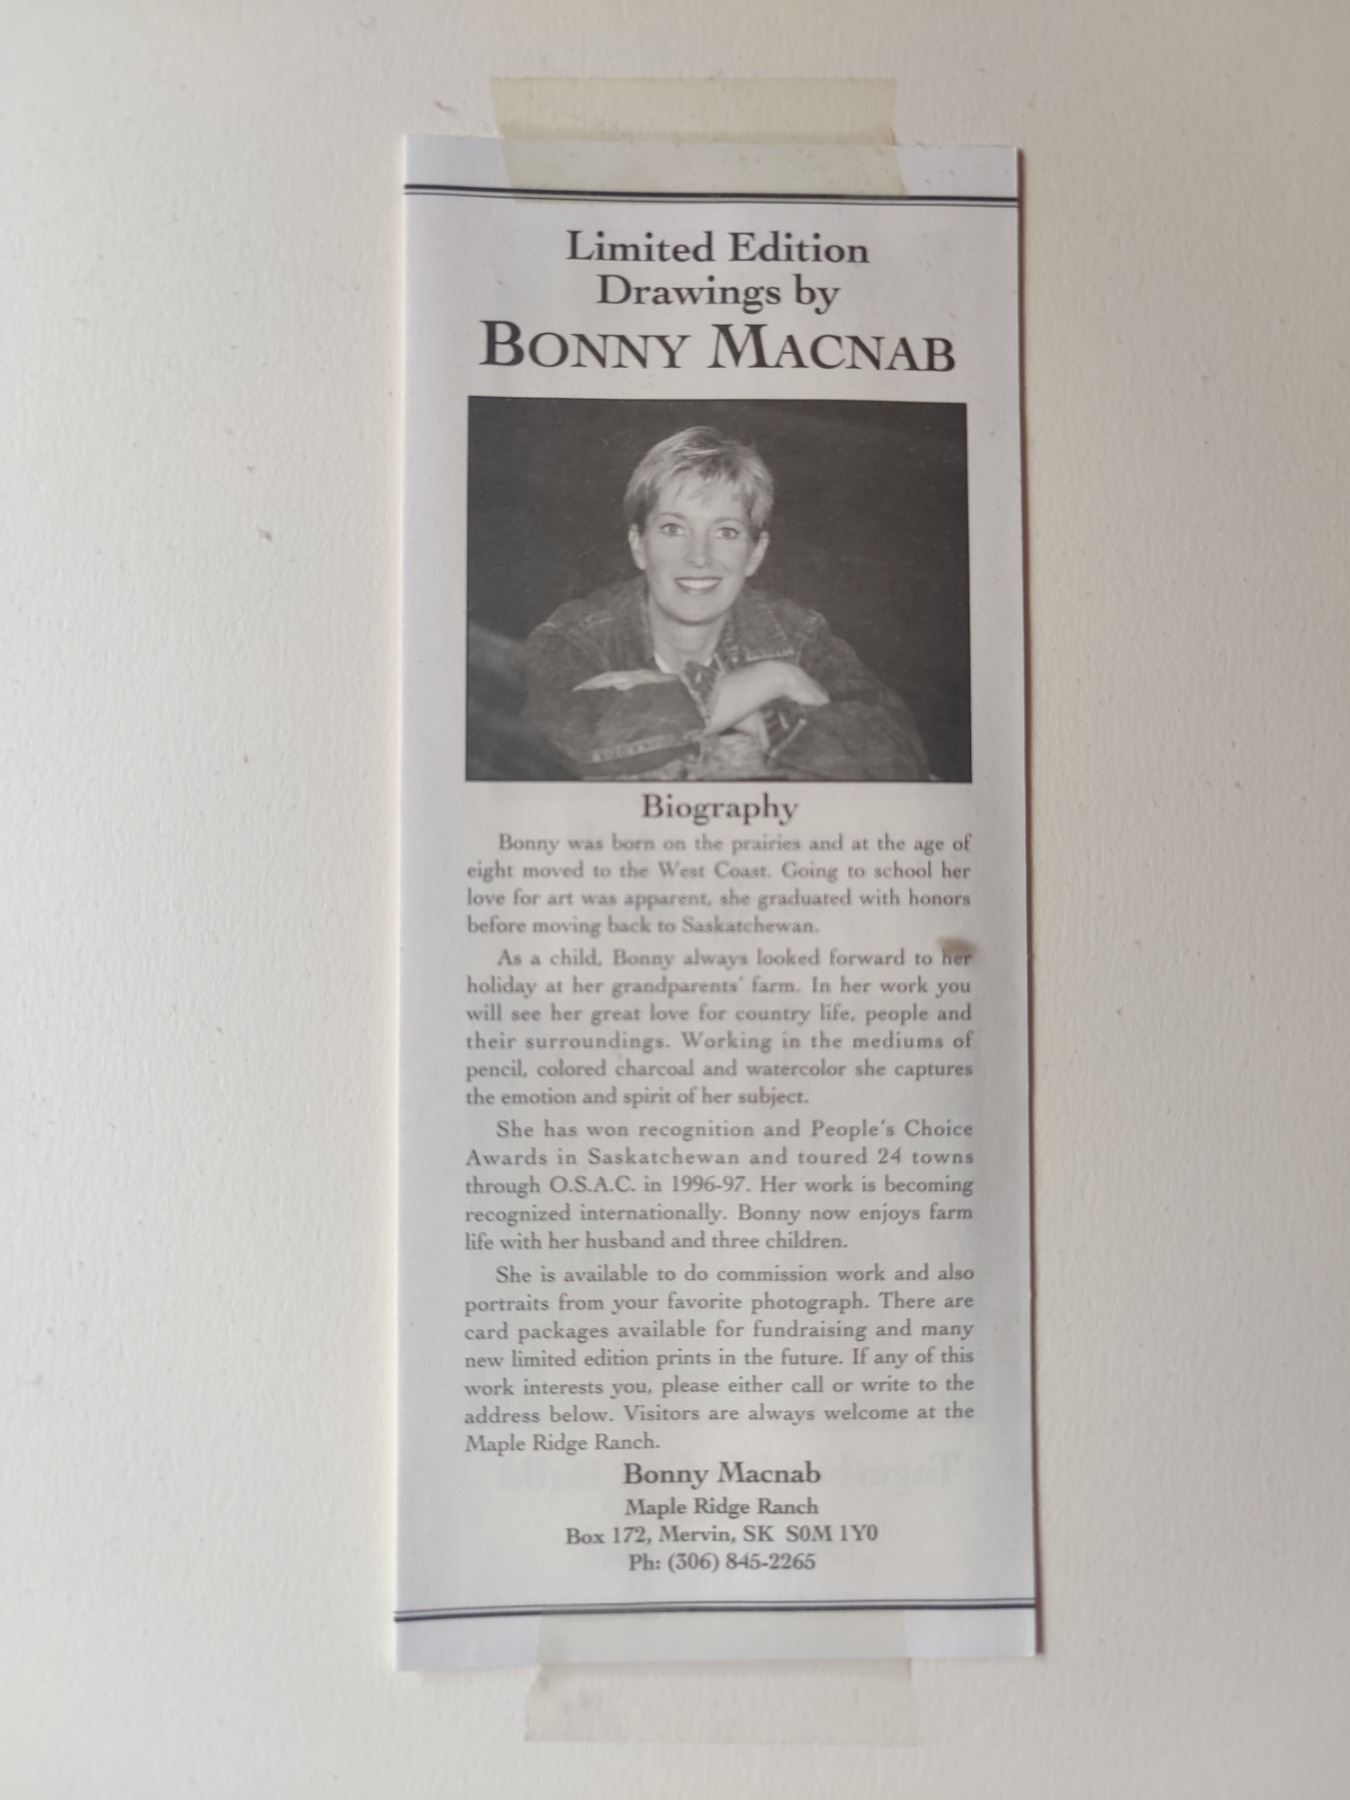 Limited Edition
Drawings by
BONNY MACNAB
Biography
Bonny was born on the prairies and at the age of
eight moved to the West Coast. Going to school her
love for art was apparent, she graduated with honors
before moving back to Saskatchewan.
As a child, Bonny always looked forward to her
holiday at her grandparents' farm. In her work you
will see her great love for country life, people and
their surroundings. Working in the mediums of
pencil, colored charcoal and watercolor she captures
the emotion and spirit of her subject.
She has won recognition and People's Choice
Awards in Saskatchewan and toured 24 towns
through O.S.A.C. in 1996-97. Her work is becoming
recognized internationally. Bonny now enjoys farm
life with her husband and three children.
She is available to do commission work and also
portraits from your favorite photograph. There are
card packages available for fundraising and many
new limited edition prints in the future. If any of this
work interests you, please either call or write to the
address below. Visitors are always welcome at the
Maple Ridge Ranch.
Bonny Macnab
Maple Ridge Ranch
Box 172, Mervin, SK  S0M 1Y0
Ph: (306) 845-2265